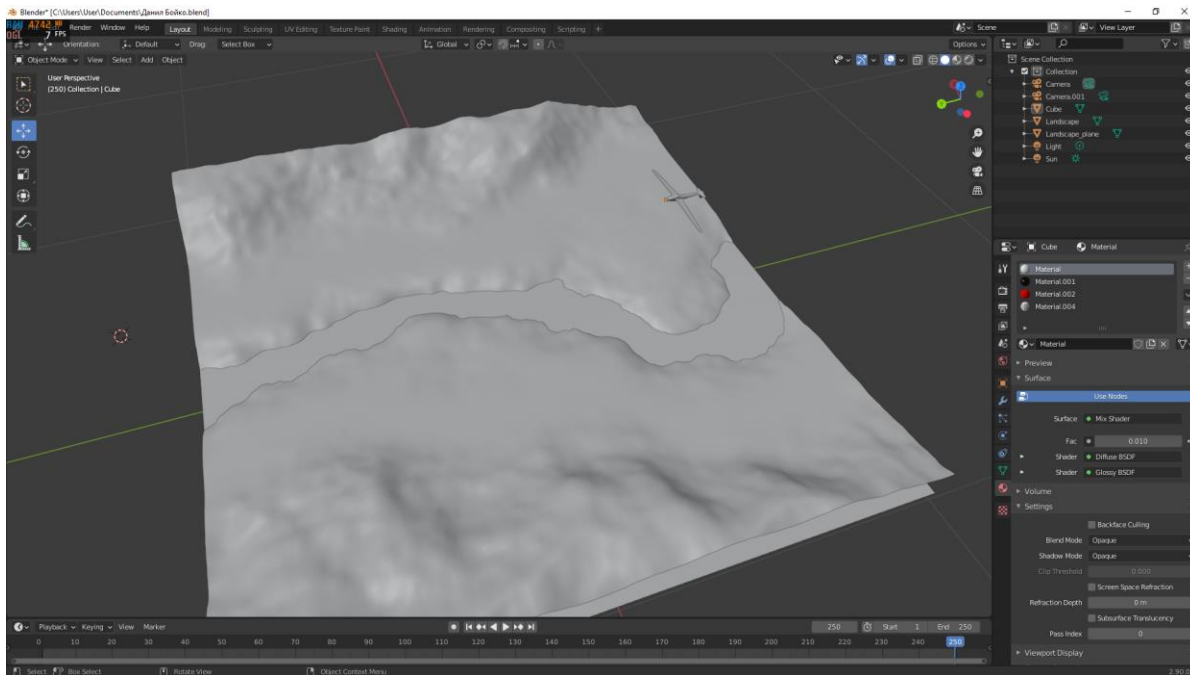 Blender* [C:\Users\User\Documents\Данил Бойко.blend]
Render Window Help Layout Modeling Sculpting UV Editing Texture Paint Shading Animation Rendering Compositing Scripting + Scene View Layer
4742
OGL 7 FPS
Orientation: Default Drag: Select Box Global Options
Object Mode View Select Add Object
User Perspective
(250) Collection | Cube
Scene Collection
Collection
Camera
Camera.001
Cube
Landscape
Landscape_plane
Light
Sun
Cube Material
Material
Material.001
Material.002
Material.004
Material
Preview
Surface
Use Nodes
Surface Mix Shader
Fac 0.010
Shader Diffuse BSDF
Shader Glossy BSDF
Volume
Settings
Backface Culling
Blend Mode Opaque
Shadow Mode Opaque
Clip Threshold 0.000
Screen Space Refraction
Refraction Depth 0 m
Subsurface Translucency
Pass Index 0
Viewport Display
Playback Keying View Marker 250 Start 1 End 250
0 10 20 30 40 50 60 70 80 90 100 110 120 130 140 150 160 170 180 190 200 210 220 230 240 250
Select Box Select Rotate View Object Context Menu 2.90.0